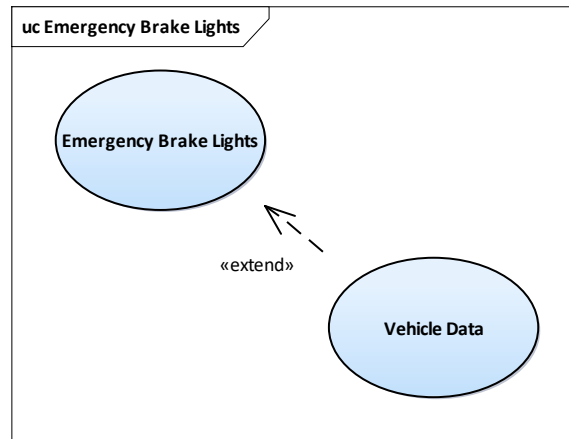 uc Emergency Brake Lights
Emergency Brake Lights
«extend»
Vehicle Data